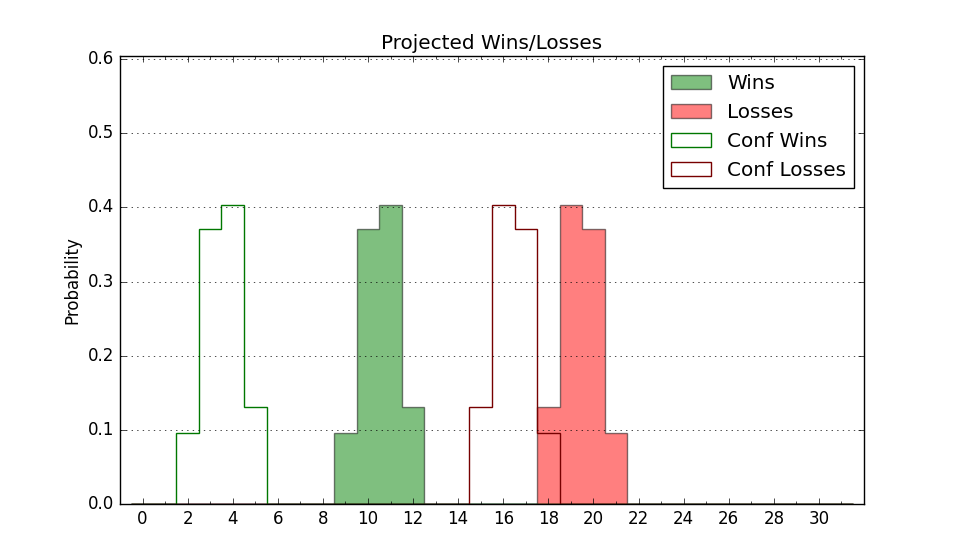 Projected Wins/Losses
Wins
Losses
Conf Wins
Conf Losses
Probability
0.6
0.5
0.4
0.3
0.2
0.1
0.0
0 2 4 6 8 10 12 14 16 18 20 22 24 26 28 30